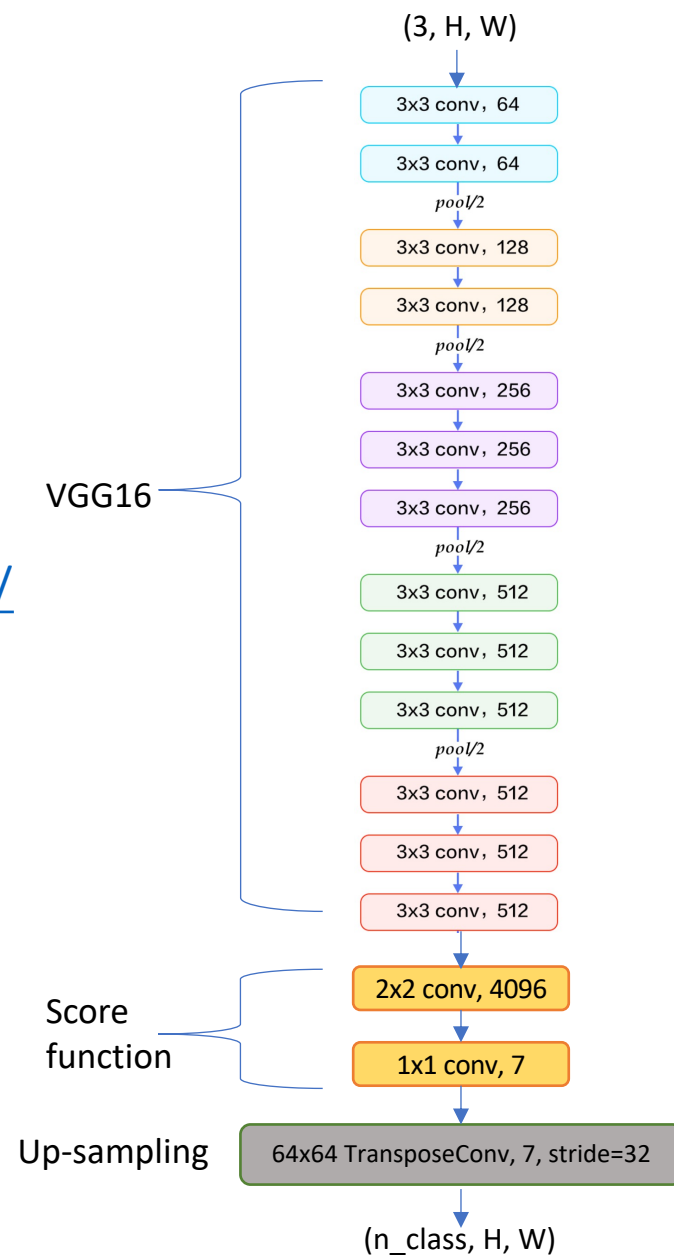 (3, H, W)
3x3 conv, 64
3x3 conv, 64
pool/2
3x3 conv, 128
3x3 conv, 128
pool/2
3x3 conv, 256
3x3 conv, 256
VGG16
3x3 conv, 256
pool/2
/
3x3 conv, 512
3x3 conv, 512
3x3 conv, 512
pool/2
3x3 conv, 512
3x3 conv, 512
3x3 conv, 512
2x2 conv, 4096
Score
function
1x1 conv, 7
Up-sampling
64x64 TransposeConv, 7, stride=32
(n_class, H, W)